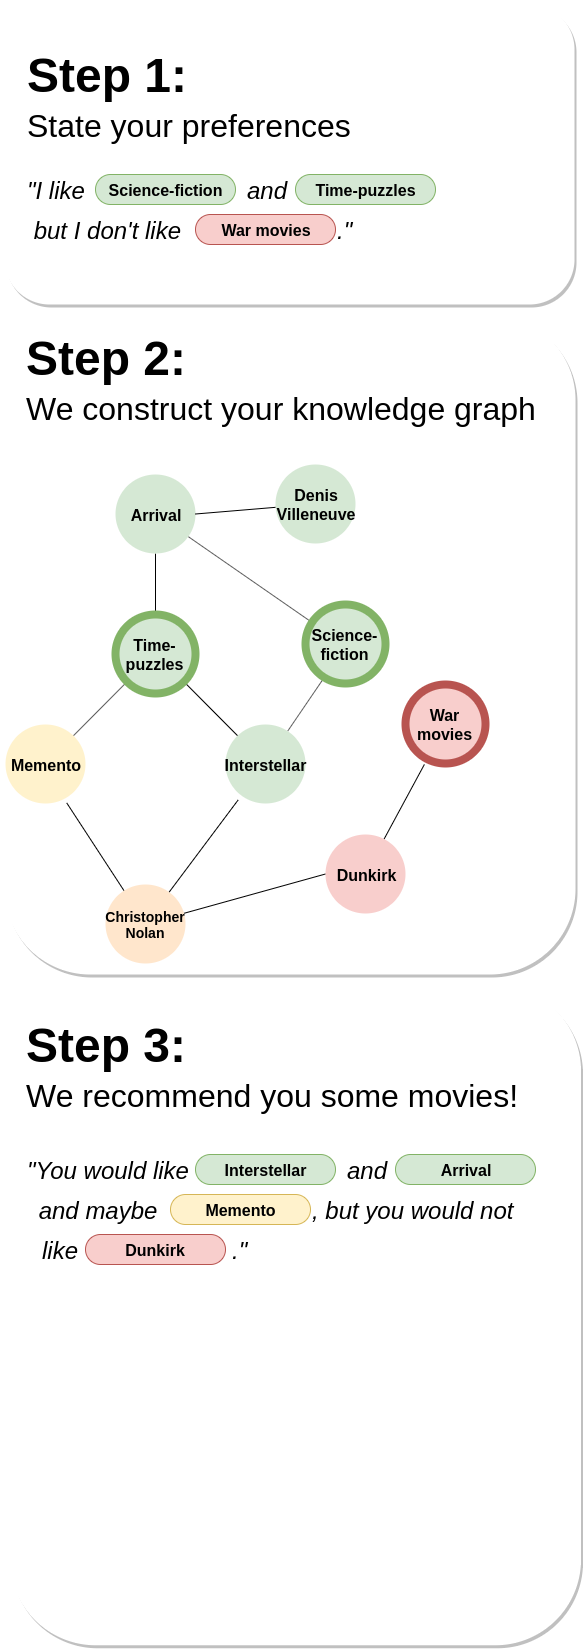 Step 1:
State your preferences
"I like Science-fiction and Time-puzzles
but I don't like War movies ."
Step 2:
We construct your knowledge graph
Arrival
Denis
Villeneuve
Time-
puzzles
Science-
fiction
War
movies
Memento
Interstellar
Dunkirk
Christopher
Nolan
Step 3:
We recommend you some movies!
"You would like Interstellar and Arrival
and maybe Memento , but you would not
like Dunkirk ."